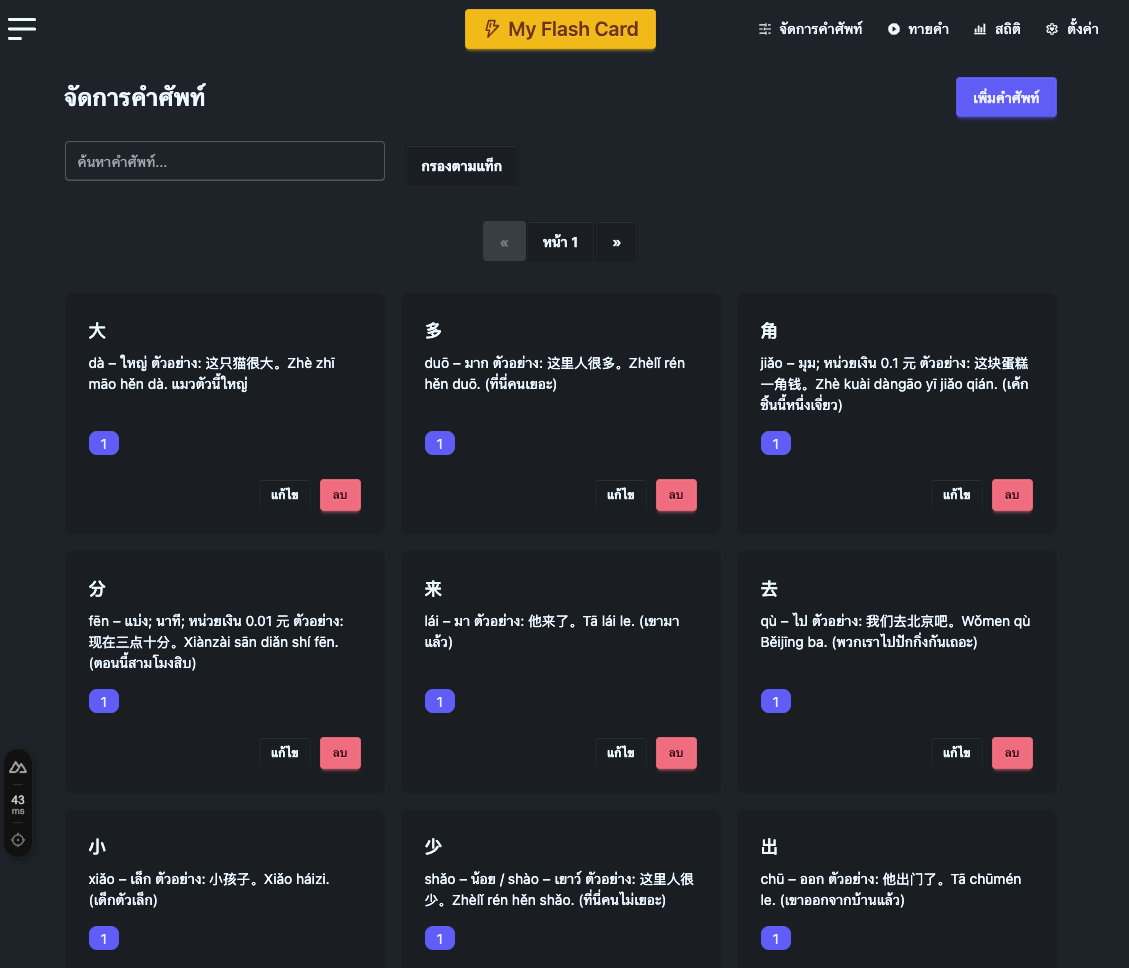 My Flash Card
จัดการคำศัพท์
ทายคำ
สถิติ
ตั้งค่า
จัดการคำศัพท์
เพิ่มคำศัพท์
ค้นหาคำศัพท์...
กรองตามแท็ก
«
หน้า 1
»
大
dà – ใหญ่ ตัวอย่าง: 这只猫很大。Zhè zhī
māo hěn dà. แมวตัวนี้ใหญ่
1
แก้ไข
ลบ
多
duō – มาก ตัวอย่าง: 这里人很多。Zhèlǐ rén
hěn duō. (ที่นี่คนเยอะ)
1
แก้ไข
ลบ
角
jiǎo – มุม; หน่วยเงิน 0.1 元 ตัวอย่าง: 这块蛋糕
一角钱。Zhè kuài dàngāo yī jiǎo qián. (เค้ก
ชิ้นนี้หนึ่งเจี่ยว)
1
แก้ไข
ลบ
分
fēn – แบ่ง; นาที; หน่วยเงิน 0.01 元 ตัวอย่าง:
现在三点十分。Xiànzài sān diǎn shí fēn.
(ตอนนี้สามโมงสิบ)
1
แก้ไข
ลบ
来
lái – มา ตัวอย่าง: 他来了。Tā lái le. (เขามา
แล้ว)
1
แก้ไข
ลบ
去
qù – ไป ตัวอย่าง: 我们去北京吧。Wǒmen qù
Běijīng ba. (พวกเราไปปักกิ่งกันเถอะ)
1
แก้ไข
ลบ
43
ms
小
xiǎo – เล็ก ตัวอย่าง: 小孩子。Xiǎo háizi.
(เด็กตัวเล็ก)
1
少
shǎo – น้อย / shào – เยาว์ ตัวอย่าง: 这里人很
少。Zhèlǐ rén hěn shǎo. (ที่นี่คนไม่เยอะ)
1
出
chū – ออก ตัวอย่าง: 他出门了。Tā chūmén
le. (เขาออกจากบ้านแล้ว)
1